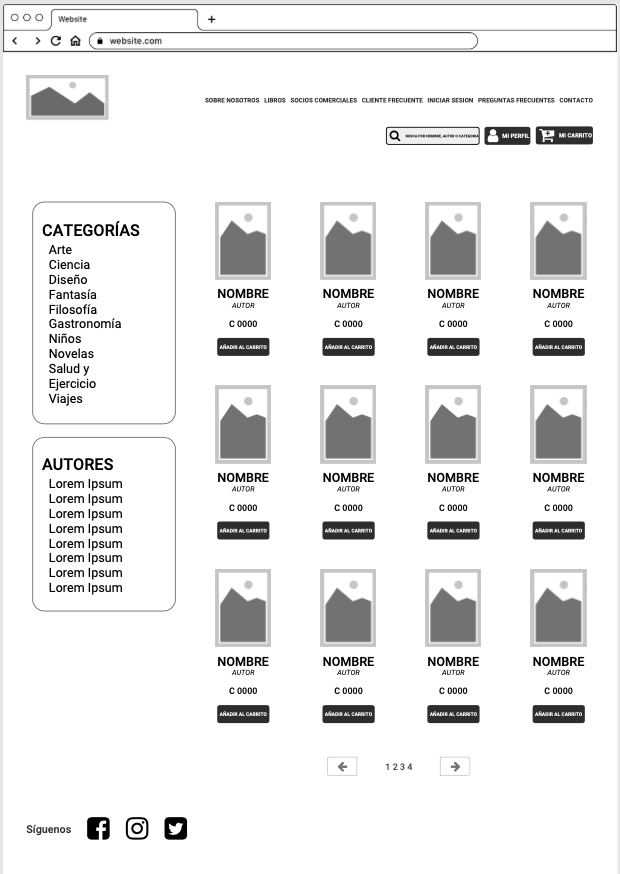 Website
website.com
SOBRE NOSOTROS LIBROS SOCIOS COMERCIALES CLIENTE FRECUENTE INICIAR SESION PREGUNTAS FRECUENTES CONTACTO
BUSCA POR NOMBRE, AUTOR O CATEGORIA MI PERFIL MI CARRITO
CATEGORÍAS
Arte
Ciencia
Diseño
Fantasía
Filosofía
Gastronomía
Niños
Novelas
Salud y
Ejercicio
Viajes
AUTORES
Lorem Ipsum
Lorem Ipsum
Lorem Ipsum
Lorem Ipsum
Lorem Ipsum
Lorem Ipsum
Lorem Ipsum
Lorem Ipsum
NOMBRE NOMBRE NOMBRE NOMBRE
AUTOR AUTOR AUTOR AUTOR
C 0000 C 0000 C 0000 C 0000
AÑADIR AL CARRITO AÑADIR AL CARRITO AÑADIR AL CARRITO AÑADIR AL CARRITO
NOMBRE NOMBRE NOMBRE NOMBRE
AUTOR AUTOR AUTOR AUTOR
C 0000 C 0000 C 0000 C 0000
AÑADIR AL CARRITO AÑADIR AL CARRITO AÑADIR AL CARRITO AÑADIR AL CARRITO
NOMBRE NOMBRE NOMBRE NOMBRE
AUTOR AUTOR AUTOR AUTOR
C 0000 C 0000 C 0000 C 0000
AÑADIR AL CARRITO AÑADIR AL CARRITO AÑADIR AL CARRITO AÑADIR AL CARRITO
1 2 3 4
Síguenos